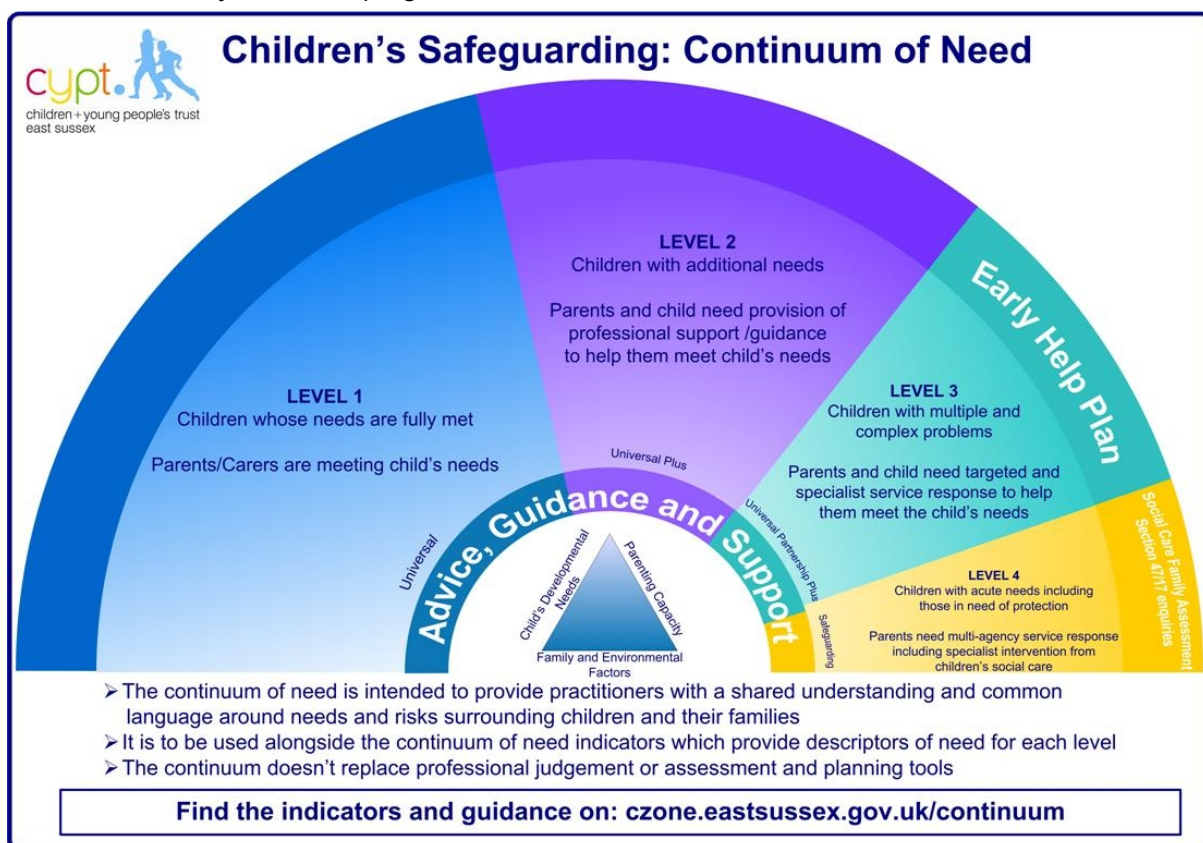 Children's Safeguarding: Continuum of Need
cypt.
children+young people's trust
east sussex
LEVEL 1
Children whose needs are fully met
Parents/Carers are meeting child's needs
LEVEL 2
Children with additional needs
Parents and child need provision of
professional support /guidance
to help them meet child's needs
Early Help Plan
LEVEL 3
Children with multiple and
complex problems
Parents and child need targeted and
specialist service response to help
them meet the child's needs
Social Care Family Assessment
Section 47/17 enquiries
LEVEL 4
Children with acute needs including
those in need of protection
Parents need multi-agency service response
including specialist intervention from
children's social care
Universal
Universal Plus
Universal Partnership Plus
Safeguarding
Advice, Guidance and Support
Child's Developmental
Needs
Parenting Capacity
Family and Environmental
Factors
➢ The continuum of need is intended to provide practitioners with a shared understanding and common
language around needs and risks surrounding children and their families
➢ It is to be used alongside the continuum of need indicators which provide descriptors of need for each level
➢ The continuum doesn't replace professional judgement or assessment and planning tools
Find the indicators and guidance on: czone.eastsussex.gov.uk/continuum